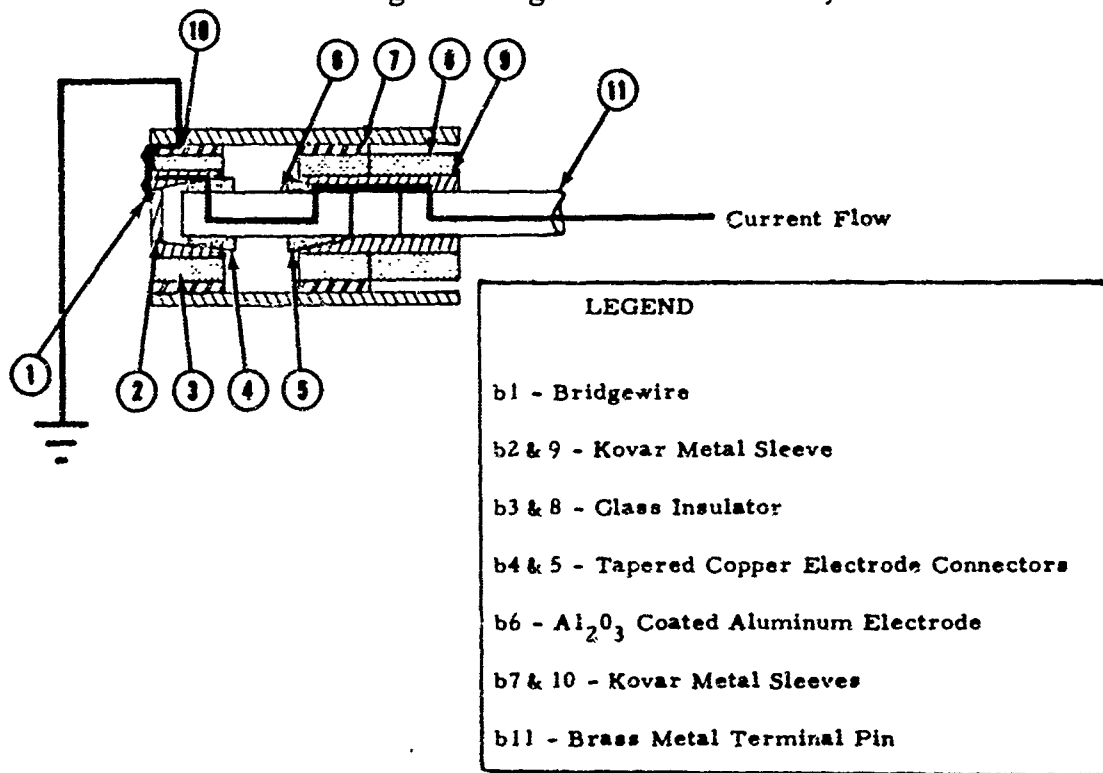 10
6
7
8
9
11
Current Flow
1
2
3
4
5
LEGEND
b1 - Bridgewire
b2 & 9 - Kovar Metal Sleeve
b3 & 8 - Glass Insulator
b4 & 5 - Tapered Copper Electrode Connectors
b6 - Al₂0₃ Coated Aluminum Electrode
b7 & 10 - Kovar Metal Sleeves
b11 - Brass Metal Terminal Pin